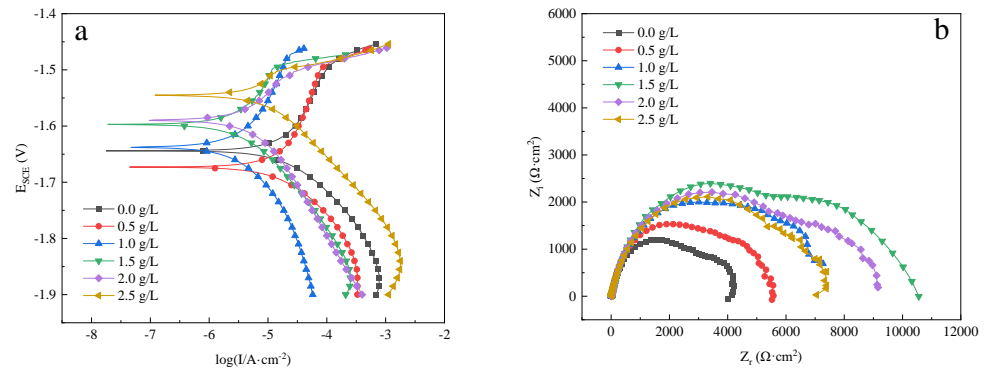 a
-1.4
-1.5
-1.6
-1.7
-1.8
-1.9
E_SCE (V)
0.0 g/L
0.5 g/L
1.0 g/L
1.5 g/L
2.0 g/L
2.5 g/L
-8 -7 -6 -5 -4 -3 -2
log(I/A·cm⁻²)
b
6000
5000
4000
3000
2000
1000
0
Z_i (Ω·cm²)
0.0 g/L
0.5 g/L
1.0 g/L
1.5 g/L
2.0 g/L
2.5 g/L
0 2000 4000 6000 8000 10000 12000
Z_r (Ω·cm²)